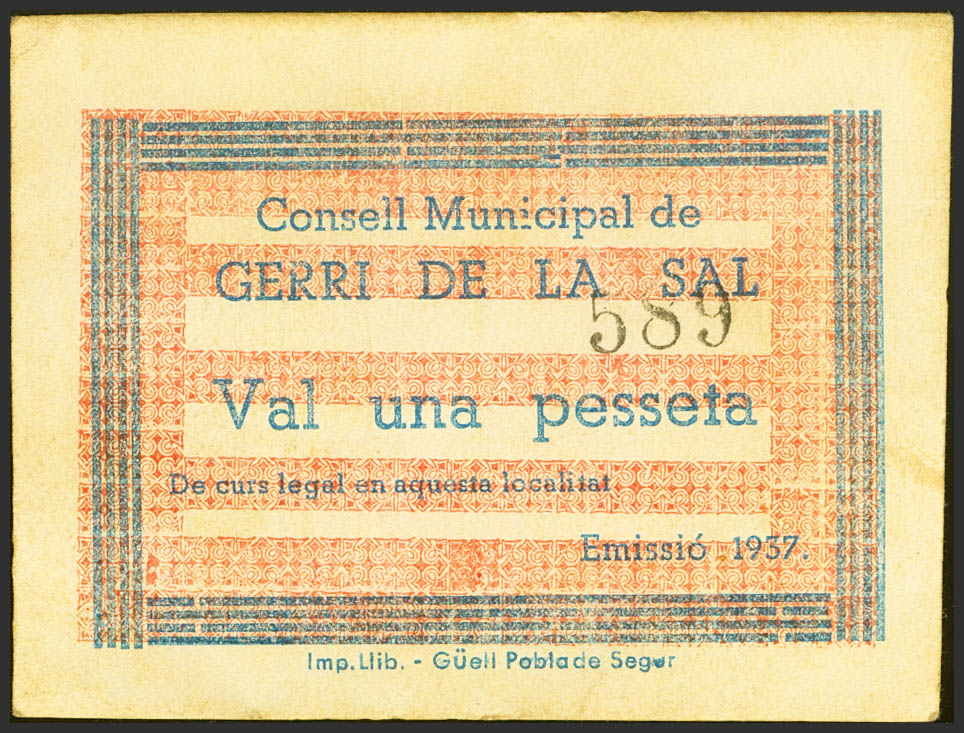 Consell Municipal de
GERRI DE LA SAL
589
Val una pesseta
De curs legal en aquesta localitat
Emissió 1937.
Imp.Llib. - Güell Pobla de Segur